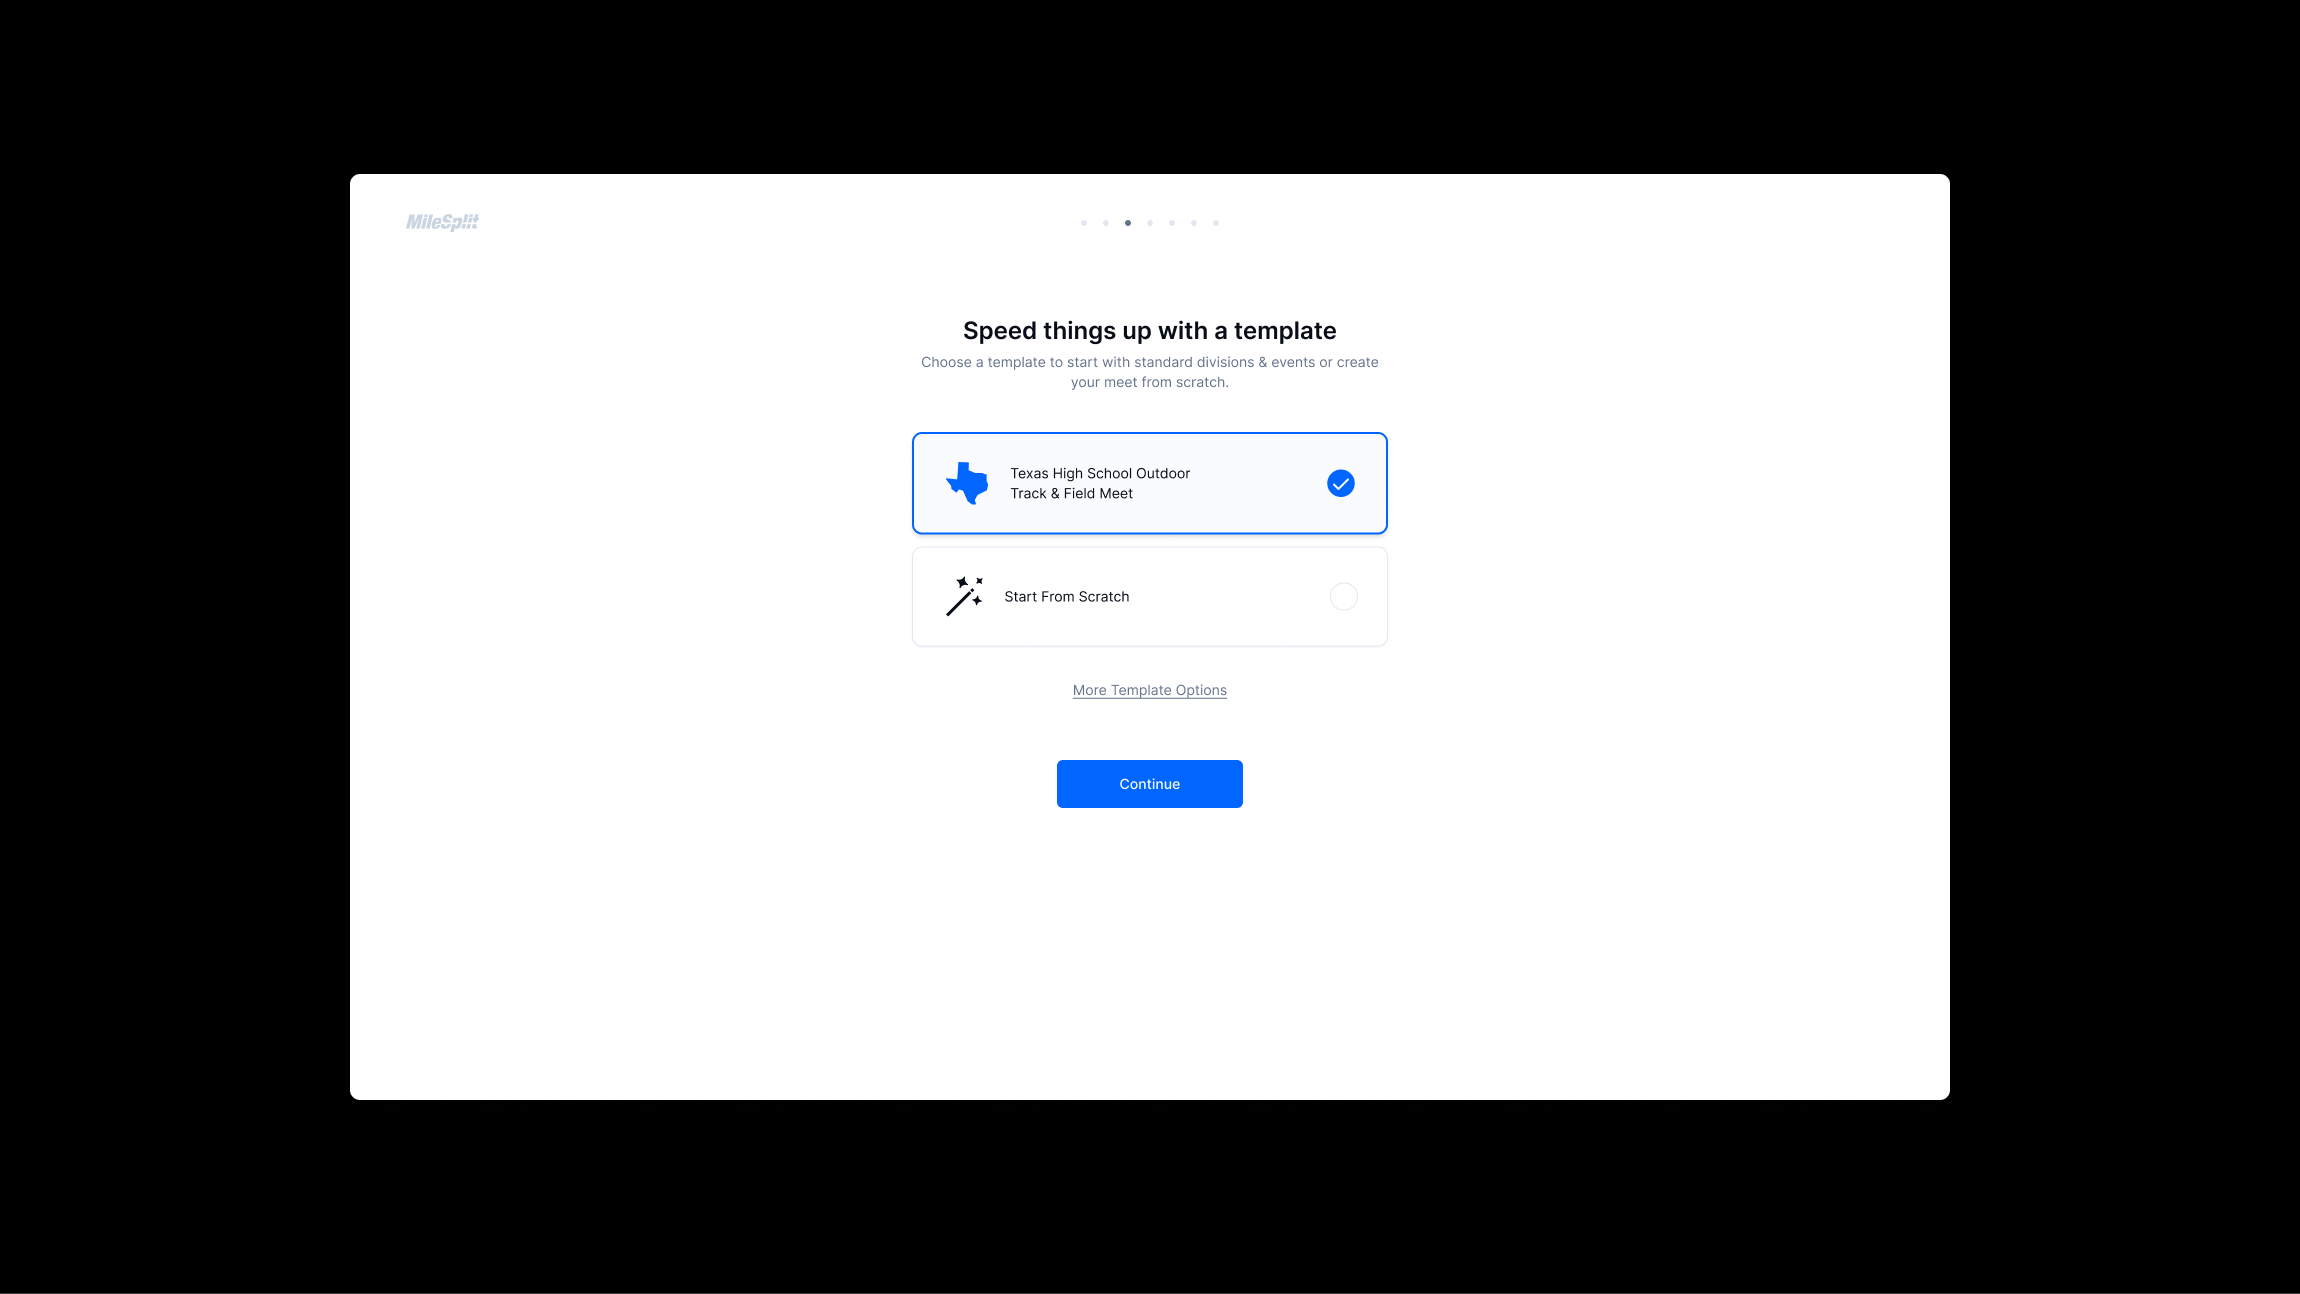 MileSplit
Speed things up with a template
Choose a template to start with standard divisions & events or create
your meet from scratch.
Texas High School Outdoor
Track & Field Meet
Start From Scratch
More Template Options
Continue